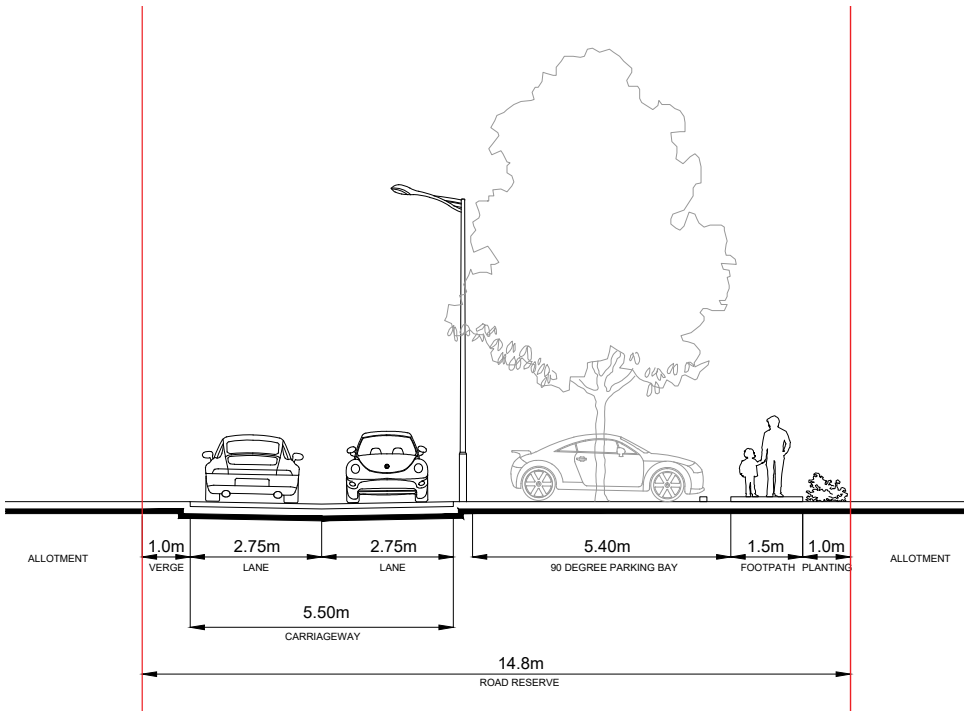 1.0m 2.75m 2.75m 5.40m 1.5m 1.0m
ALLOTMENT VERGE LANE LANE 90 DEGREE PARKING BAY FOOTPATH PLANTING ALLOTMENT
5.50m
CARRIAGEWAY
14.8m
ROAD RESERVE